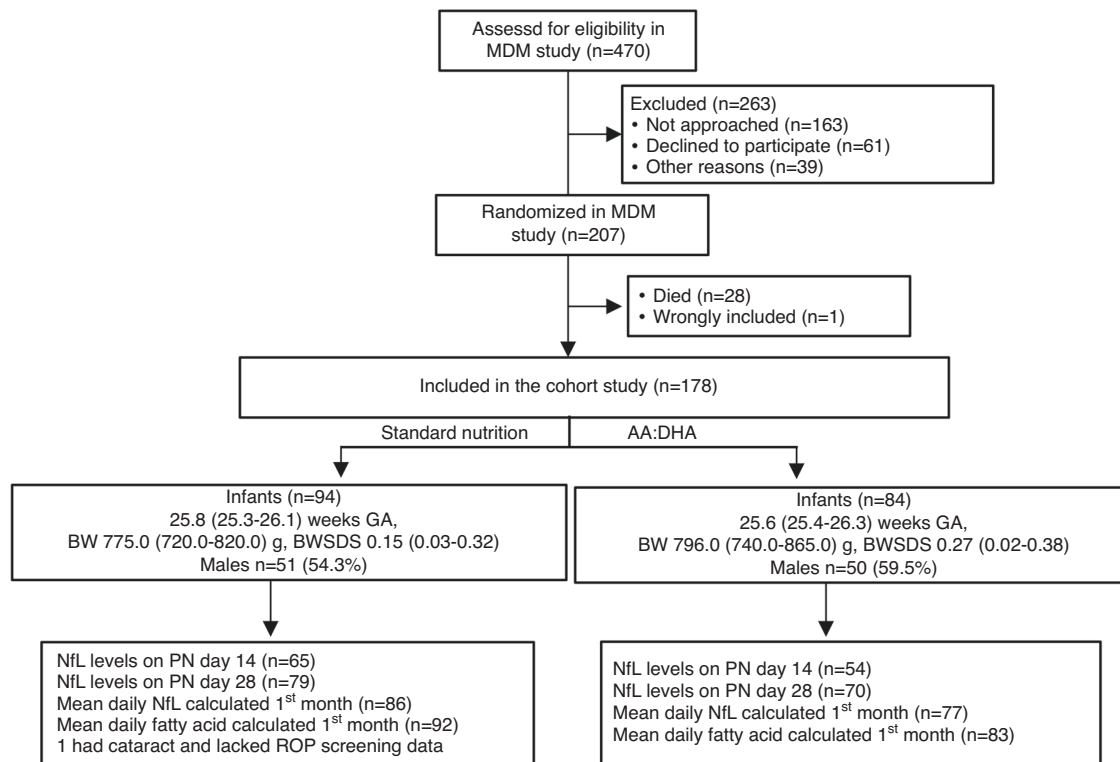 Assessd for eligibility in
MDM study (n=470)
Excluded (n=263)
• Not approached (n=163)
• Declined to participate (n=61)
• Other reasons (n=39)
Randomized in MDM
study (n=207)
• Died (n=28)
• Wrongly included (n=1)
Included in the cohort study (n=178)
Standard nutrition
AA:DHA
Infants (n=94)
25.8 (25.3-26.1) weeks GA,
BW 775.0 (720.0-820.0) g, BWSDS 0.15 (0.03-0.32)
Males n=51 (54.3%)
Infants (n=84)
25.6 (25.4-26.3) weeks GA,
BW 796.0 (740.0-865.0) g, BWSDS 0.27 (0.02-0.38)
Males n=50 (59.5%)
NfL levels on PN day 14 (n=65)
NfL levels on PN day 28 (n=79)
Mean daily NfL calculated 1st month (n=86)
Mean daily fatty acid calculated 1st month (n=92)
1 had cataract and lacked ROP screening data
NfL levels on PN day 14 (n=54)
NfL levels on PN day 28 (n=70)
Mean daily NfL calculated 1st month (n=77)
Mean daily fatty acid calculated 1st month (n=83)